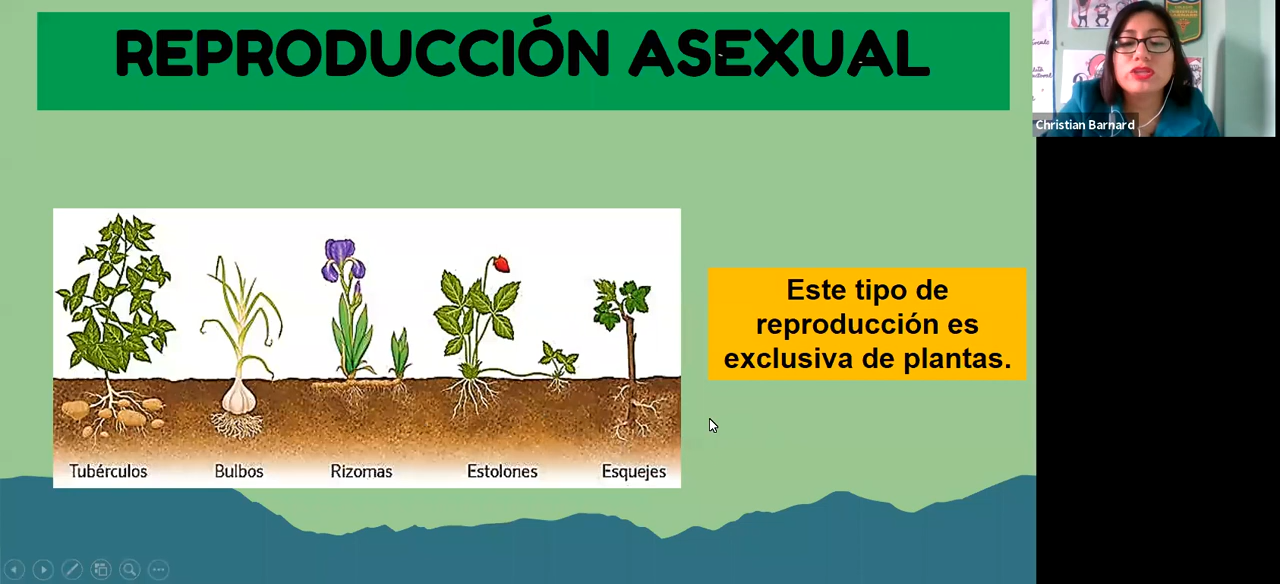 REPRODUCCIÓN ASEXUAL
Christian Barnard
Este tipo de
reproducción es
exclusiva de plantas.
Tubérculos
Bulbos
Rizomas
Estolones
Esquejes